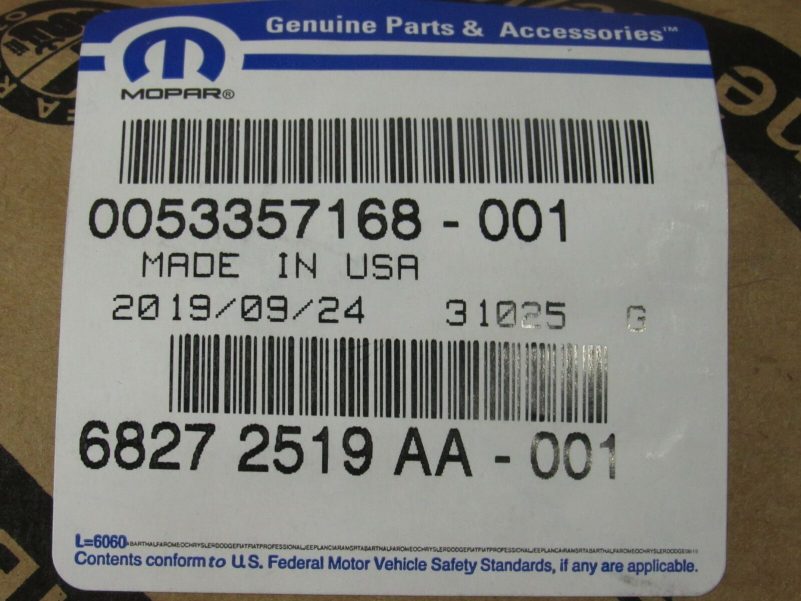 Genuine Parts & Accessories™
MOPAR®
0053357168 - 001
MADE IN USA
2019/09/24 31025 G
6827 2519 AA - 001
L=6060
Contents conform to U.S. Federal Motor Vehicle Safety Standards, if any are applicable.